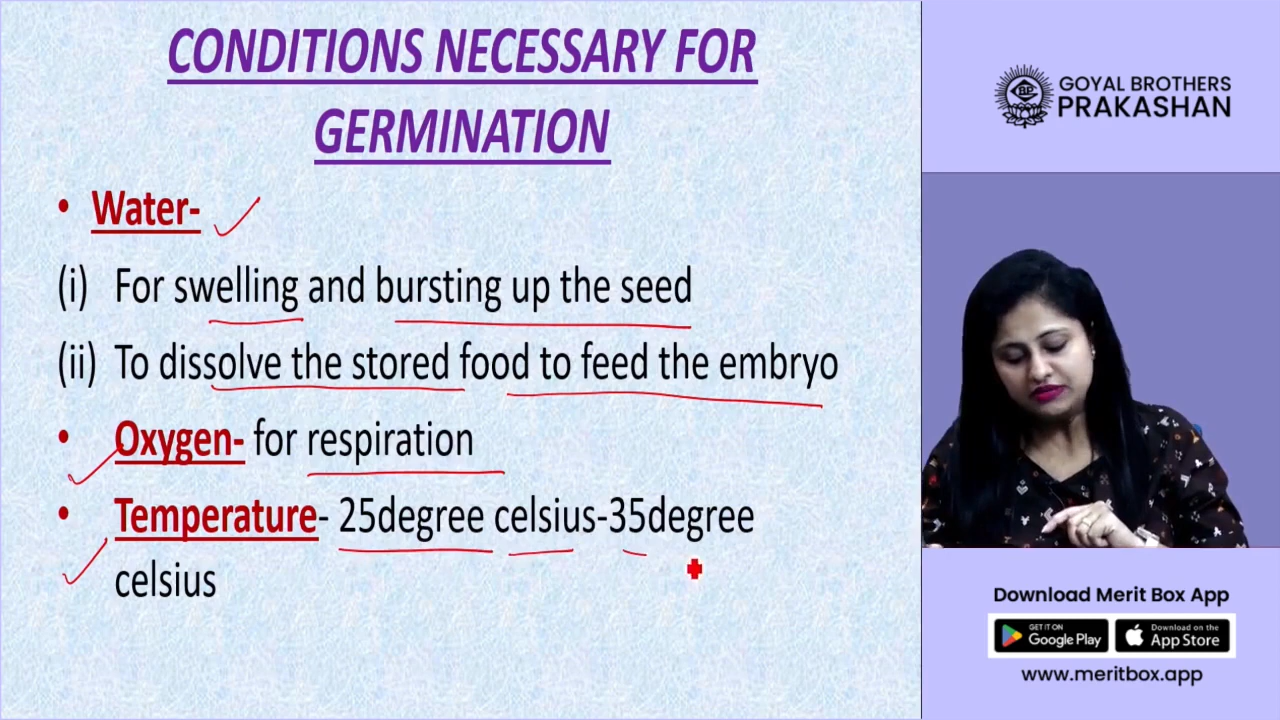 CONDITIONS NECESSARY FOR
GERMINATION
• Water-
(i) For swelling and bursting up the seed
(ii) To dissolve the stored food to feed the embryo
• Oxygen- for respiration
• Temperature- 25degree celsius-35degree
celsius
GOYAL BROTHERS
PRAKASHAN
Download Merit Box App
GET IT ON
Google Play
Download on the
App Store
www.meritbox.app